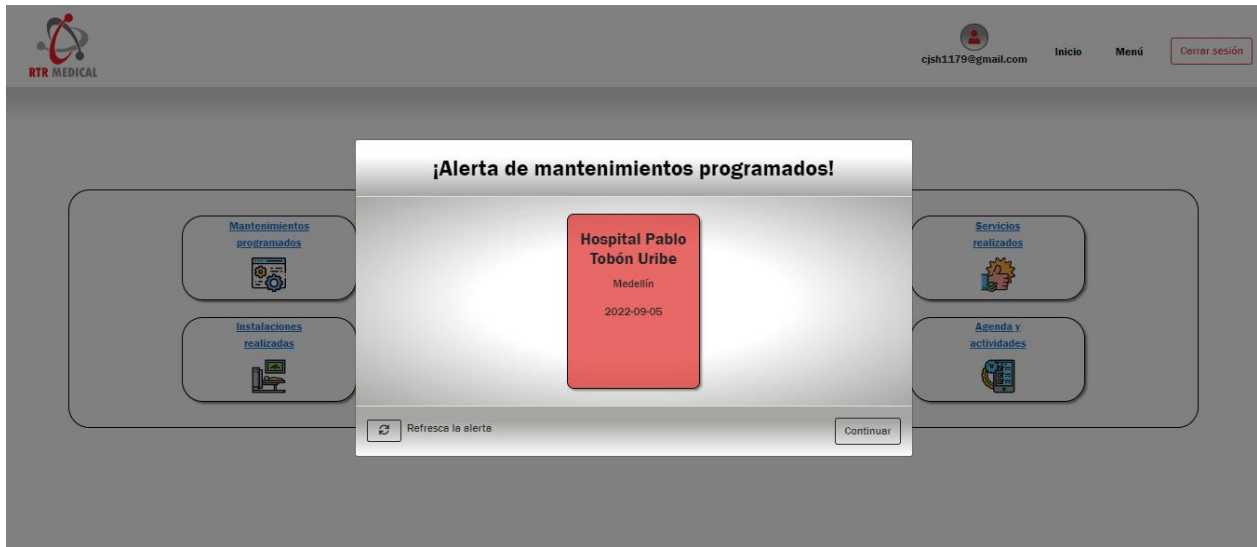 RTR MEDICAL
cjsh1179@gmail.com
Inicio
Menú
Cerrar sesión
¡Alerta de mantenimientos programados!
Mantenimientos
programados
Hospital Pablo
Tobón Uribe
Medellín
2022-09-05
Servicios
realizados
Instalaciones
realizadas
Agenda y
actividades
Refresca la alerta
Continuar